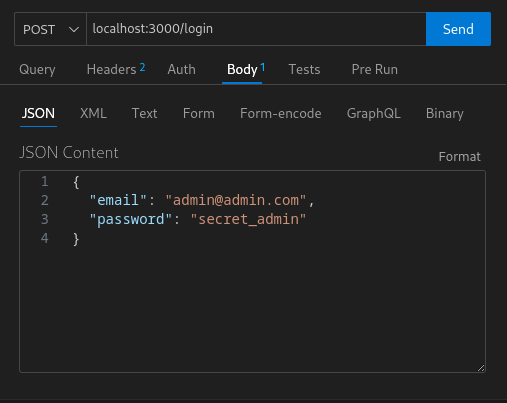 POST localhost:3000/login Send
Query Headers 2 Auth Body 1 Tests Pre Run
JSON XML Text Form Form-encode GraphQL Binary
JSON Content Format
1 {
2 "email": "admin@admin.com",
3 "password": "secret_admin"
4 }